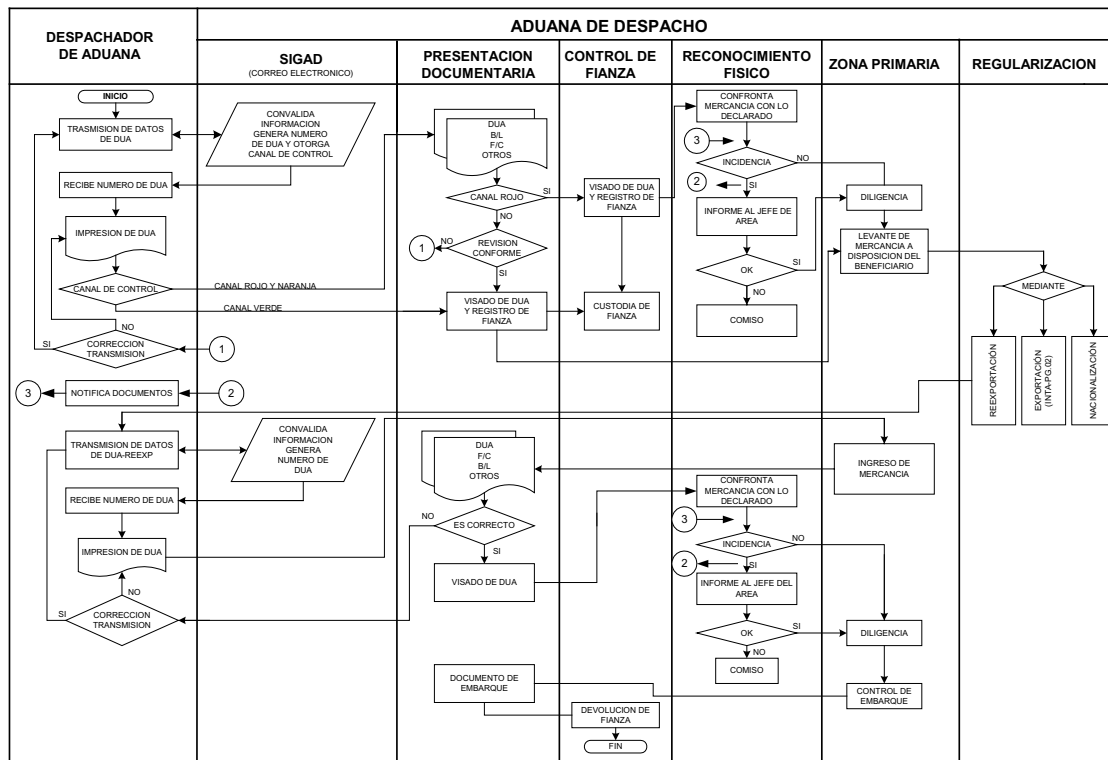 ADUANA DE DESPACHO
DESPACHADOR
DE ADUANA
SIGAD
(CORREO ELECTRONICO)
PRESENTACION
DOCUMENTARIA
CONTROL DE
FIANZA
RECONOCIMIENTO
FISICO
ZONA PRIMARIA
REGULARIZACION
INICIO
TRASMISION DE DATOS
DE DUA
CONVALIDA
INFORMACION
GENERA NUMERO
DE DUA Y OTORGA
CANAL DE CONTROL
RECIBE NUMERO DE DUA
IMPRESION DE DUA
CANAL DE CONTROL
CANAL ROJO Y NARANJA
CANAL VERDE
NO
SI
CORRECCION
TRANSMISION
1
DUA
B/L
F/C
OTROS
CANAL ROJO
SI
NO
1
NO
REVISION
CONFORME
SI
VISADO DE DUA
Y REGISTRO DE
FIANZA
VISADO DE DUA
Y REGISTRO DE
FIANZA
CUSTODIA DE
FIANZA
CONFRONTA
MERCANCIA CON LO
DECLARADO
3
INCIDENCIA
NO
2
SI
INFORME AL JEFE DE
AREA
OK
SI
NO
COMISO
DILIGENCIA
LEVANTE DE
MERCANCIA A
DISPOSICION DEL
BENEFICIARIO
MEDIANTE
REEXPORTACIÓN
EXPORTACIÓN
(INTA-PG.02)
NACIONALIZACIÓN
3
NOTIFICA DOCUMENTOS
2
TRANSMISION DE DATOS
DE DUA-REEXP
CONVALIDA
INFORMACION
GENERA
NUMERO DE
DUA
RECIBE NUMERO DE DUA
IMPRESION DE DUA
NO
SI
CORRECCION
TRANSMISION
DUA
F/C
B/L
OTROS
NO
ES CORRECTO
SI
VISADO DE DUA
INGRESO DE
MERCANCIA
CONFRONTA
MERCANCIA CON LO
DECLARADO
3
INCIDENCIA
NO
2
SI
INFORME AL JEFE DEL
AREA
OK
SI
NO
COMISO
DILIGENCIA
CONTROL DE
EMBARQUE
DOCUMENTO DE
EMBARQUE
DEVOLUCION DE
FIANZA
FIN